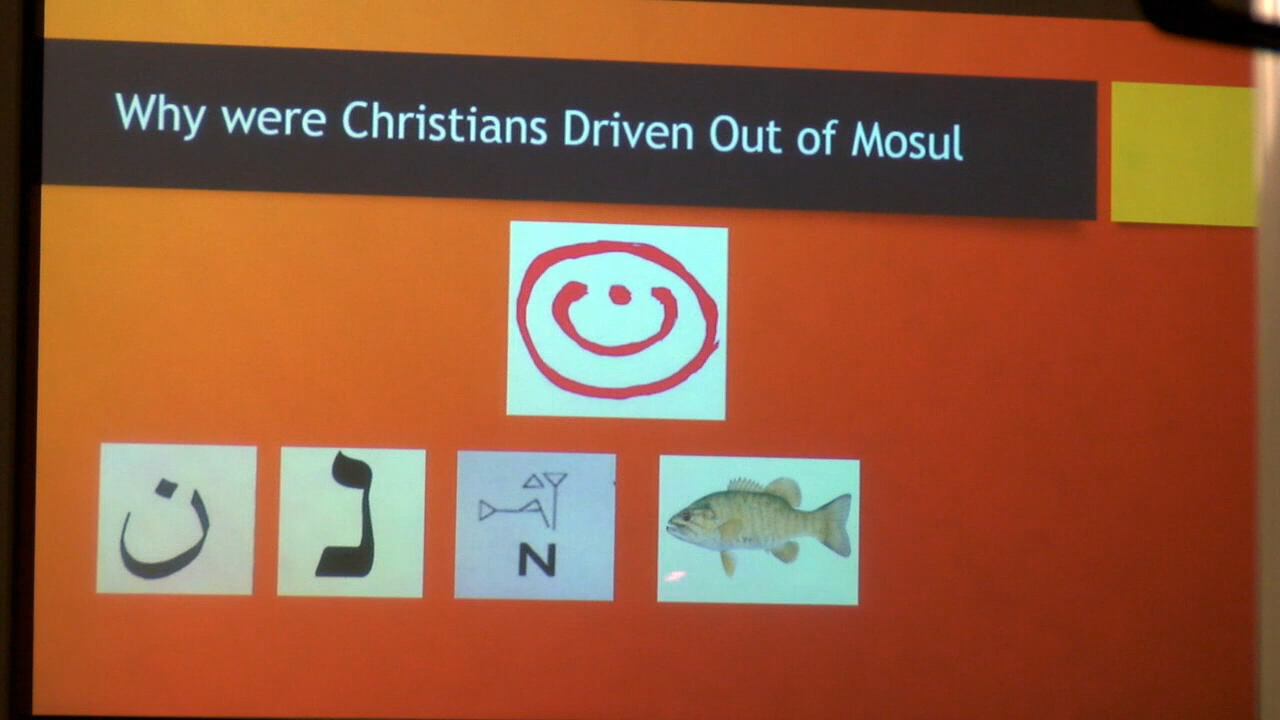 Why were Christians Driven Out of Mosul
ن
ن
נ
N